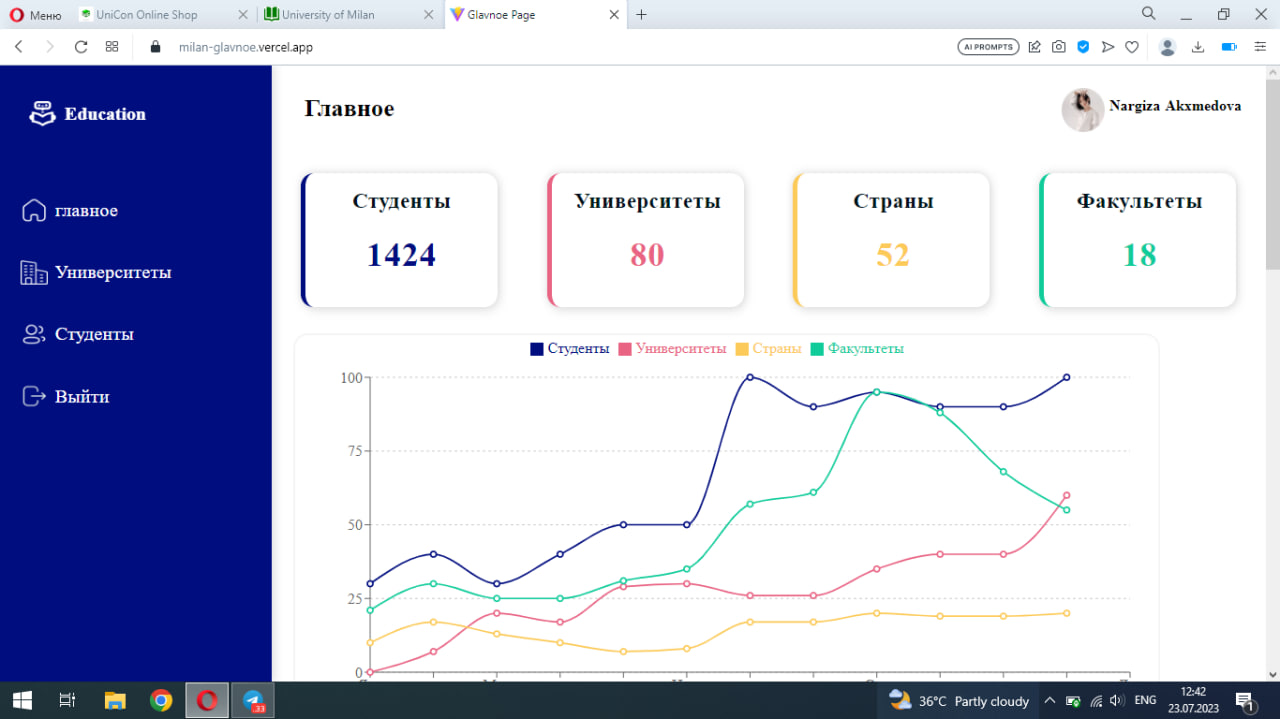 Меню
UniCon Online Shop
University of Milan
Glavnoe Page
milan-glavnoe.vercel.app
AI PROMPTS
Education
главное
Университеты
Студенты
Выйти
Главное
Nargiza Akxmedova
Студенты
1424
Университеты
80
Страны
52
Факультеты
18
Студенты Университеты Страны Факультеты
100
75
50
25
0
33
36°C Partly cloudy
ENG
12:42
23.07.2023
1